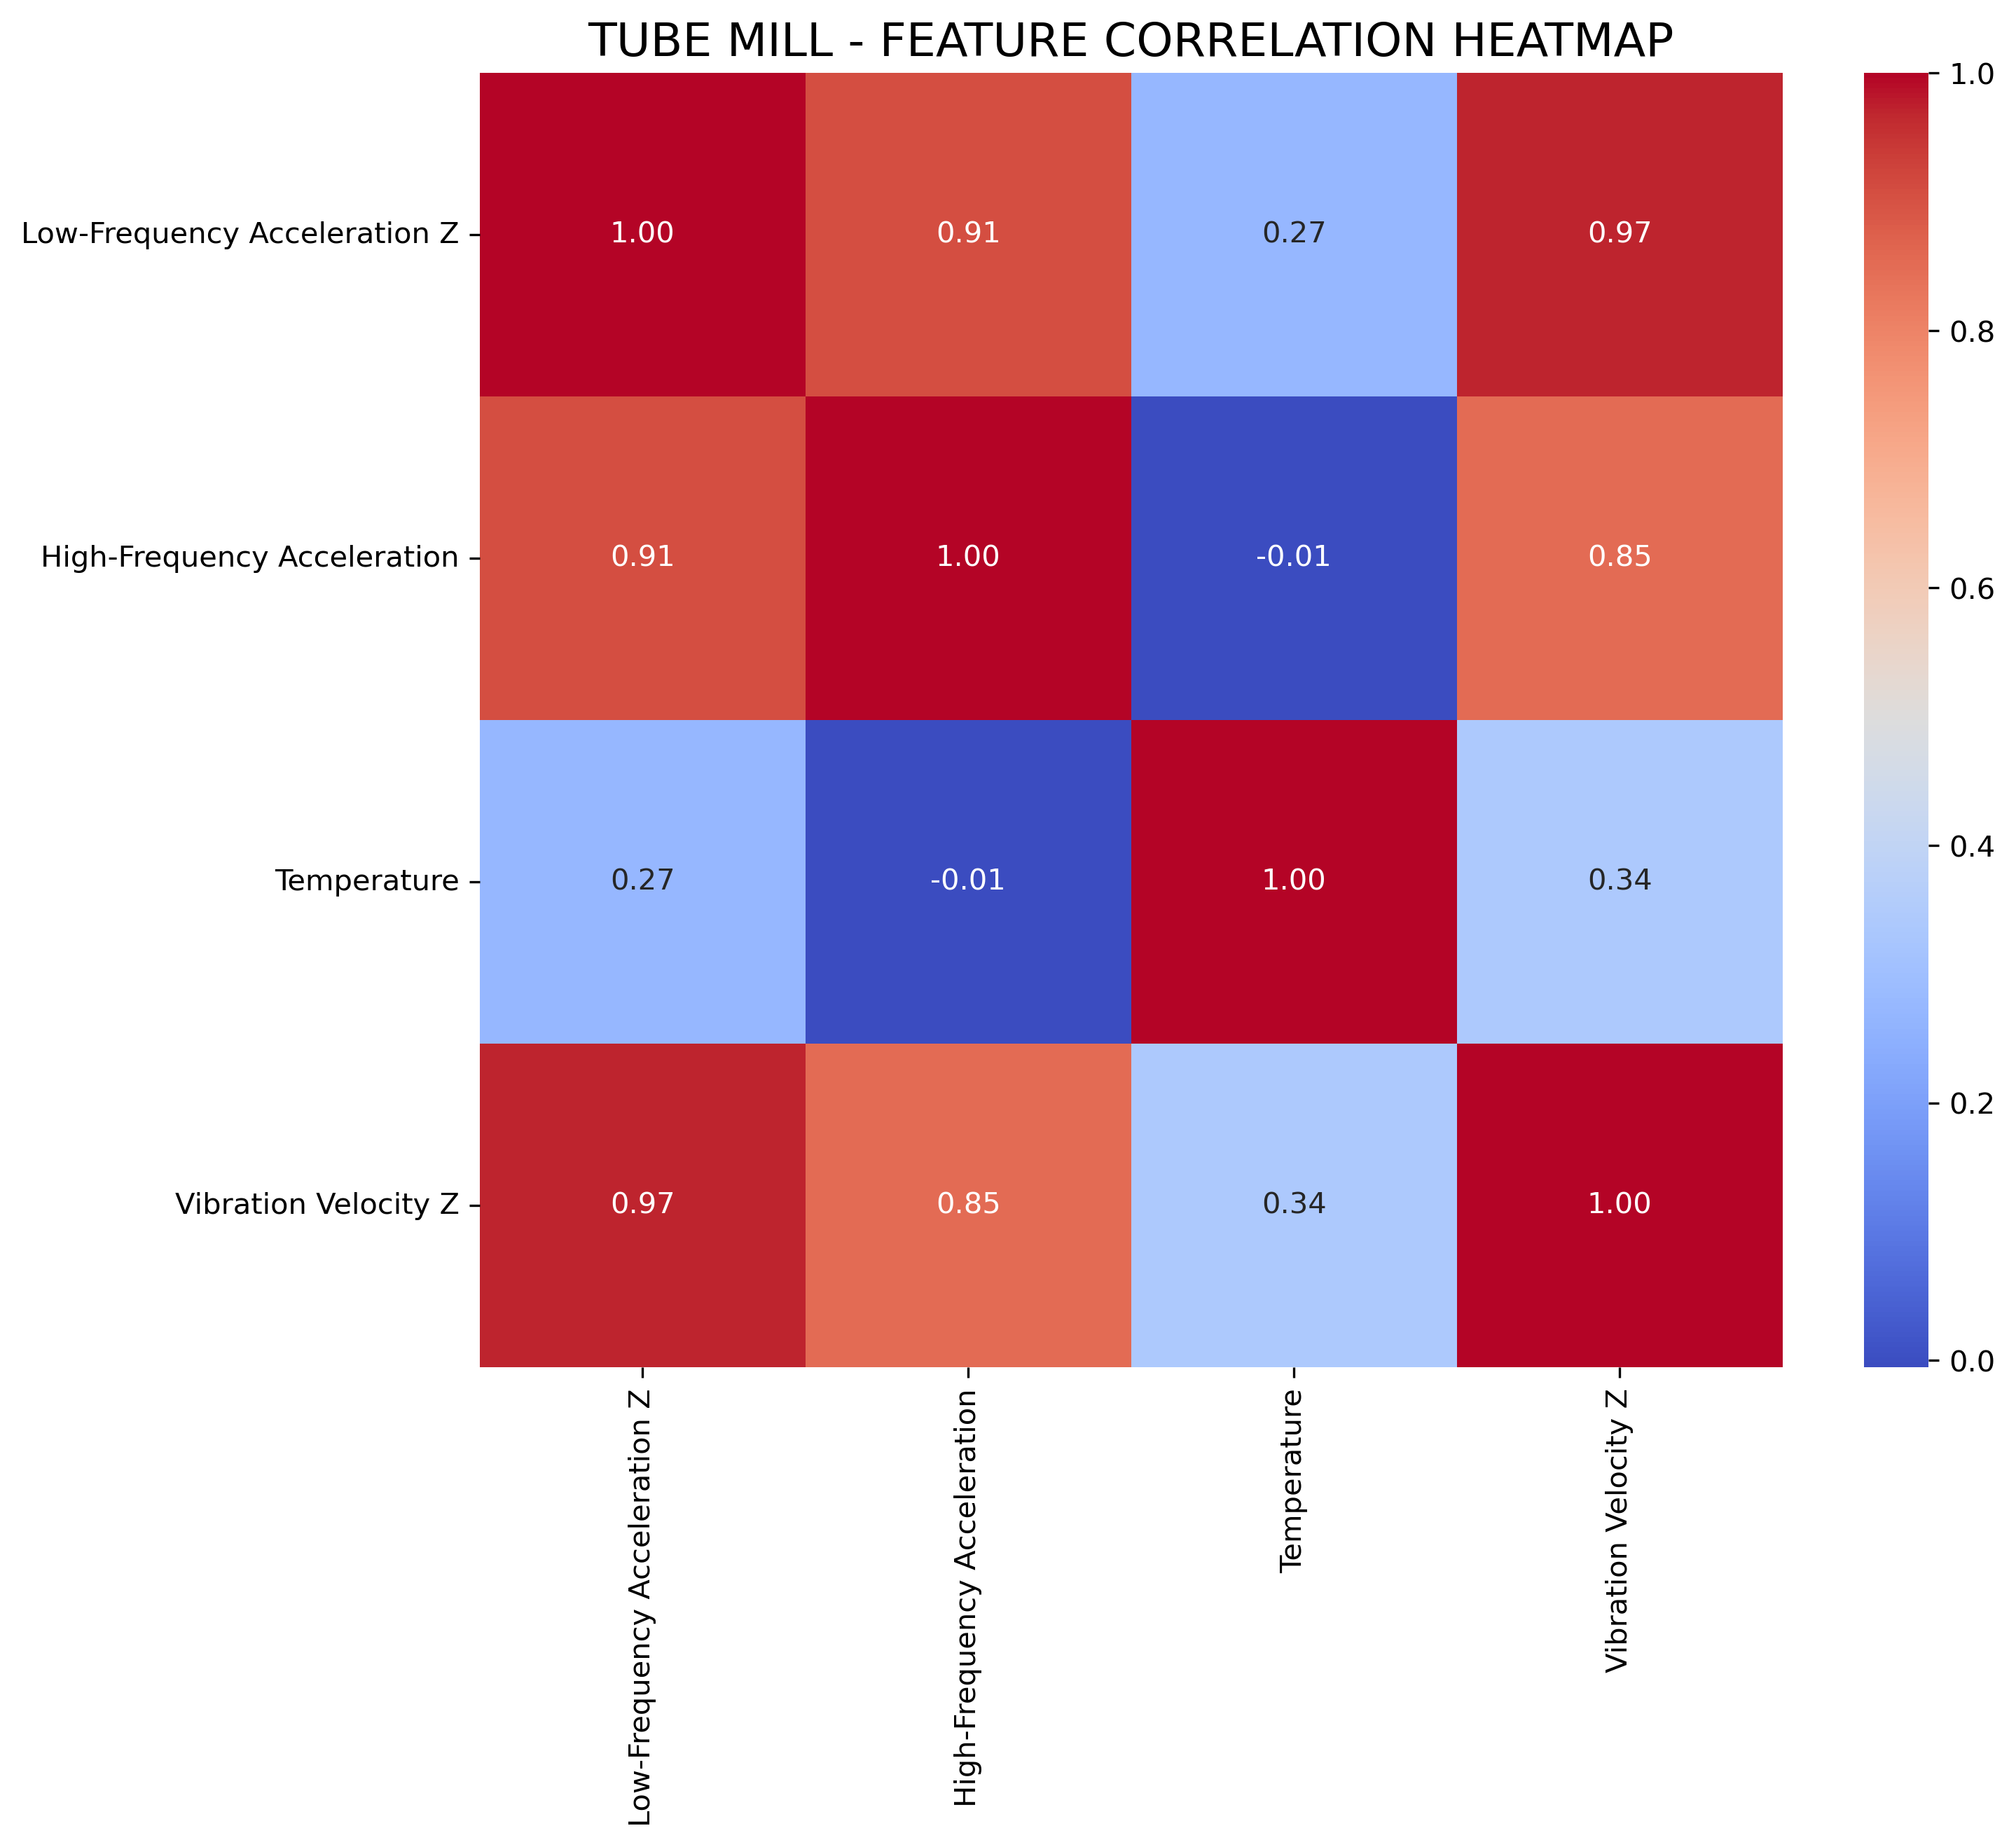 TUBE MILL - FEATURE CORRELATION HEATMAP
Low-Frequency Acceleration Z
1.00 0.91 0.27 0.97
High-Frequency Acceleration
0.91 1.00 -0.01 0.85
Temperature
0.27 -0.01 1.00 0.34
Vibration Velocity Z
0.97 0.85 0.34 1.00
Low-Frequency Acceleration Z
High-Frequency Acceleration
Temperature
Vibration Velocity Z
1.0
0.8
0.6
0.4
0.2
0.0